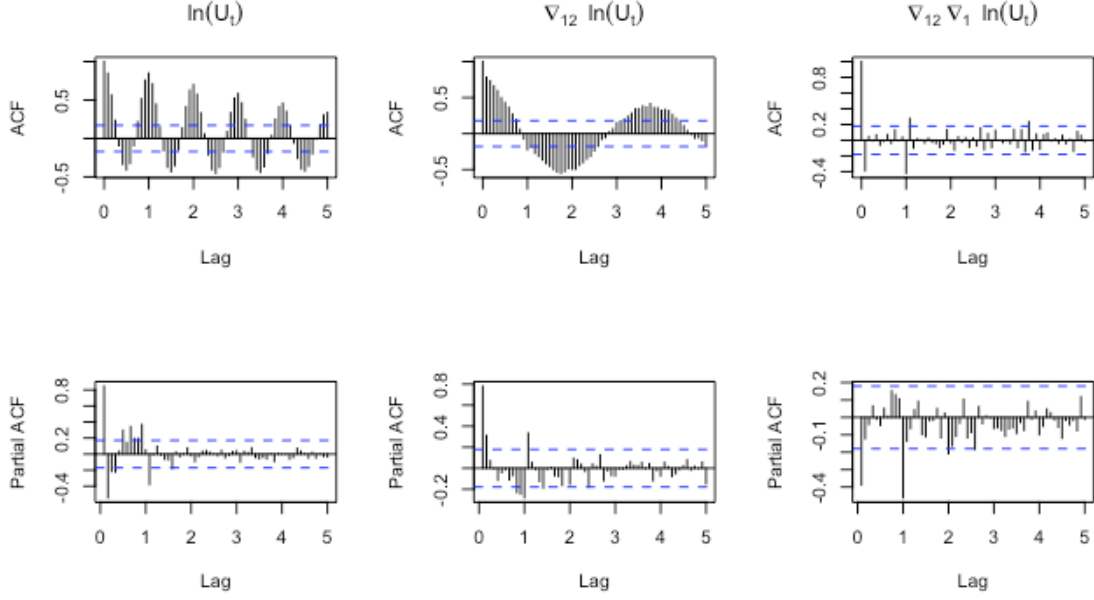 ln(Uₜ)
∇₁₂ ln(Uₜ)
∇₁₂ ∇₁ ln(Uₜ)
ACF
-0.5 0.5
0 1 2 3 4 5
Lag
ACF
-0.5 0.5
0 1 2 3 4 5
Lag
ACF
-0.4 0.2 0.8
0 1 2 3 4 5
Lag
Partial ACF
-0.4 0.2 0.8
0 1 2 3 4 5
Lag
Partial ACF
-0.2 0.4 0.8
0 1 2 3 4 5
Lag
Partial ACF
-0.4 -0.1 0.2
0 1 2 3 4 5
Lag